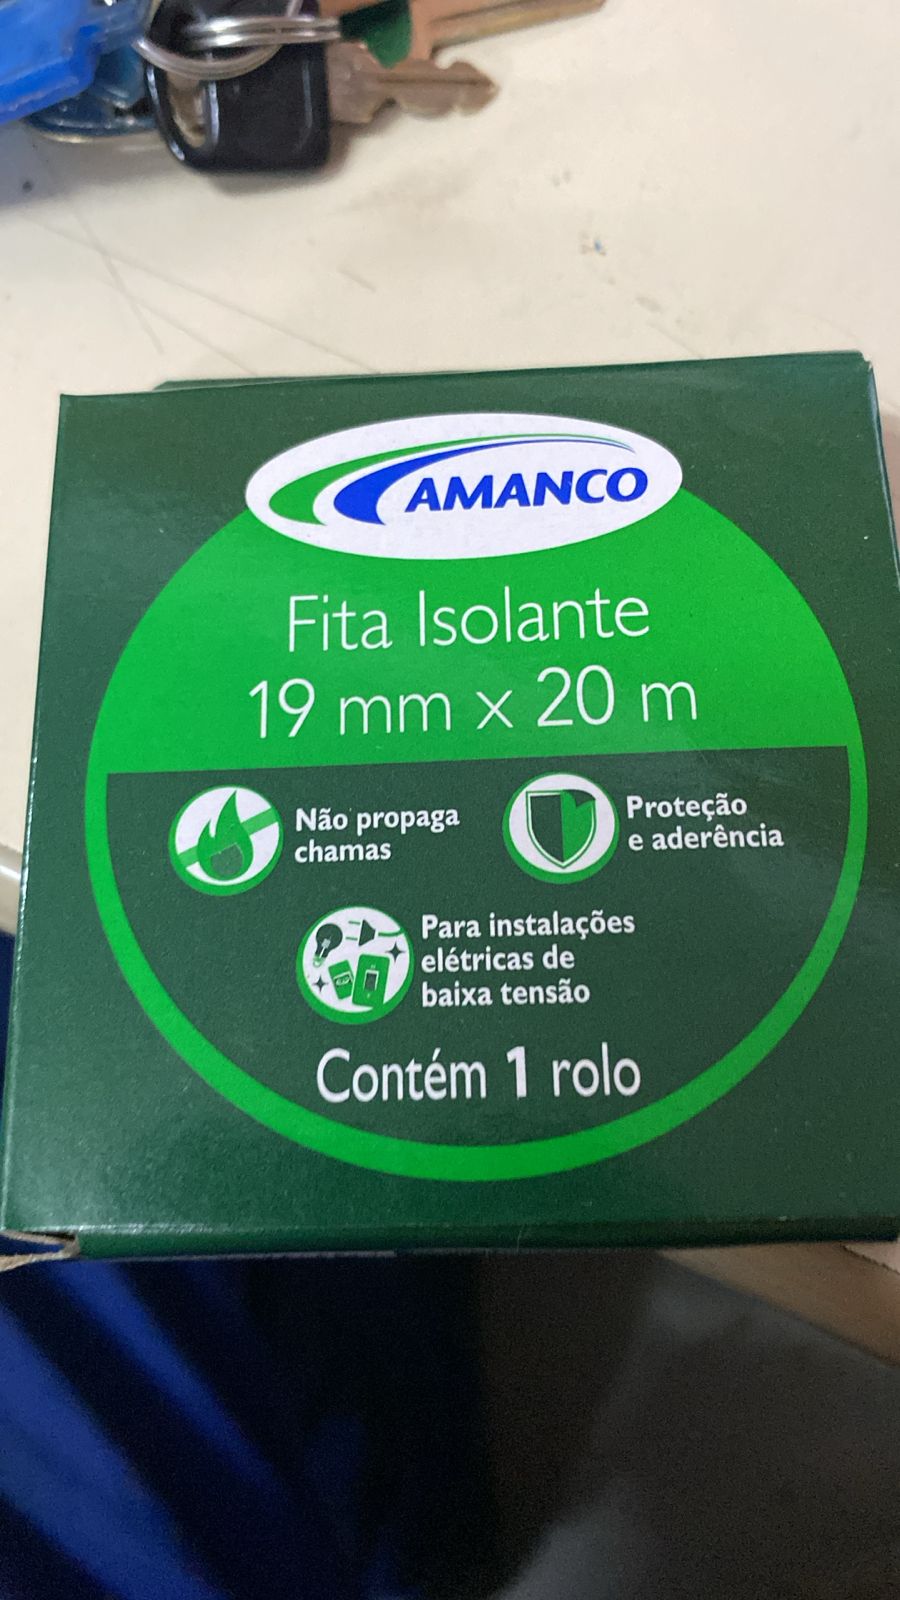 AMANCO
Fita Isolante
19 mm x 20 m
Não propaga
chamas
Proteção
e aderência
Para instalações
elétricas de
baixa tensão
Contém 1 rolo